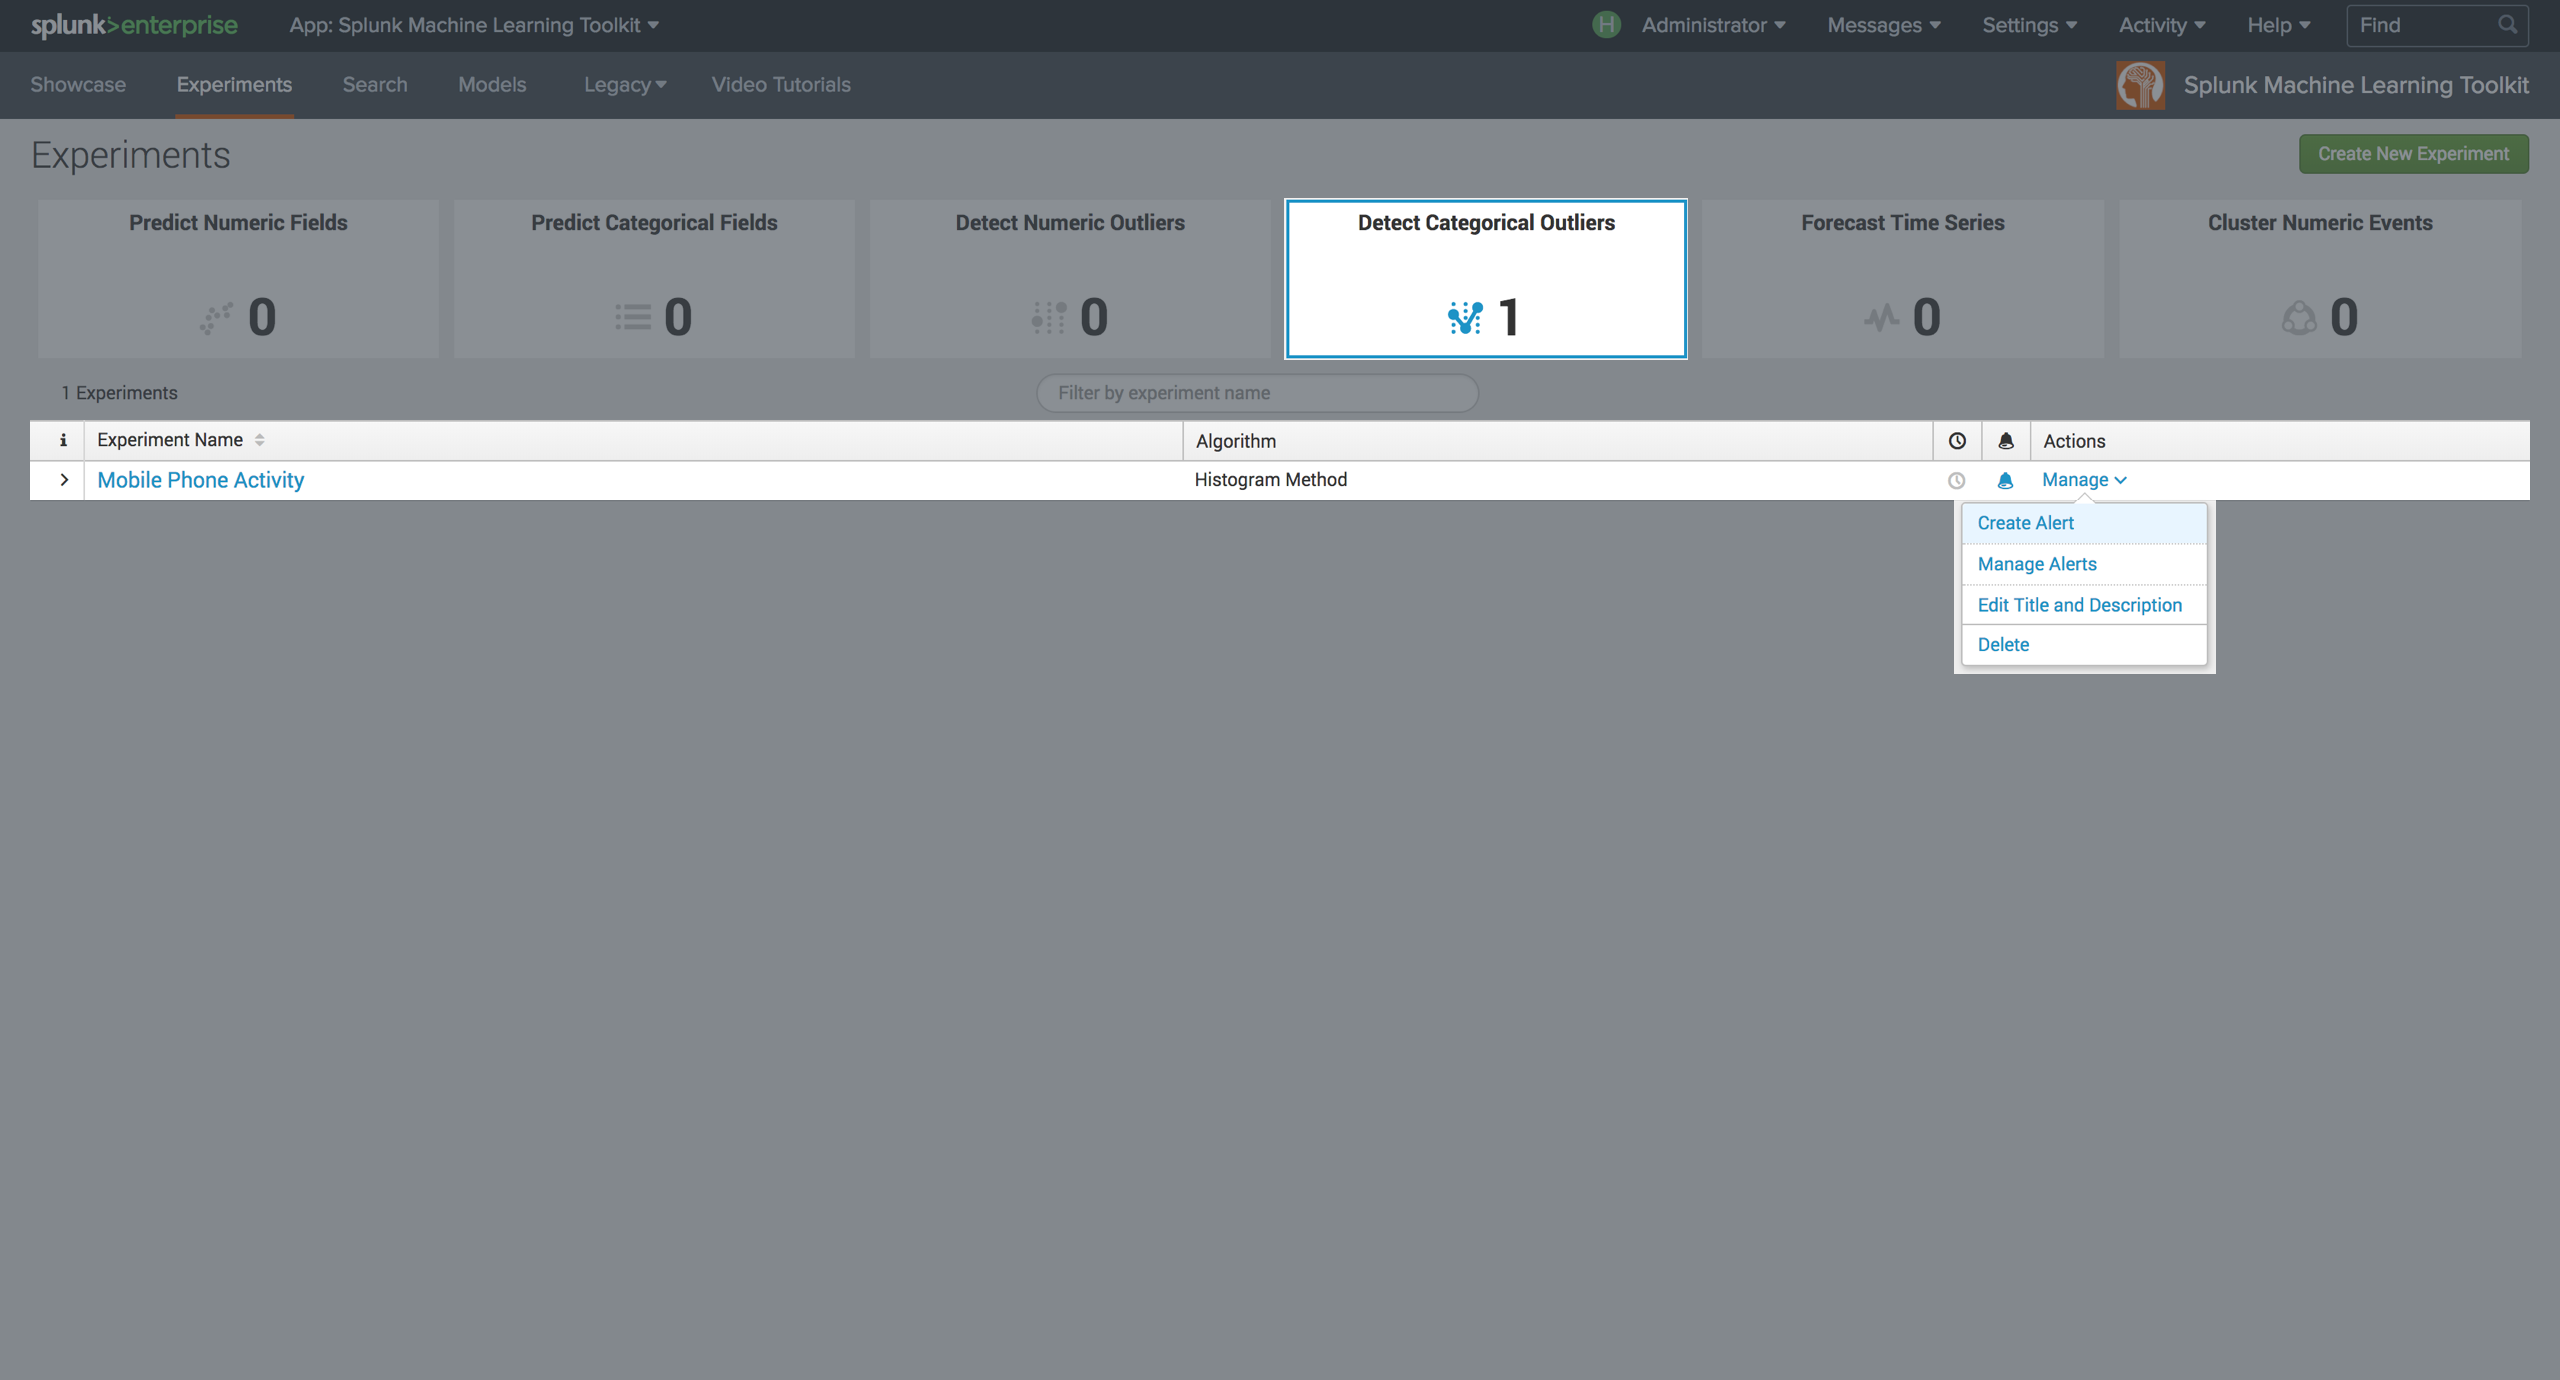 splunk>enterprise App: Splunk Machine Learning Toolkit H Administrator Messages Settings Activity Help Find
Showcase Experiments Search Models Legacy Video Tutorials Splunk Machine Learning Toolkit
Experiments Create New Experiment
Predict Numeric Fields Predict Categorical Fields Detect Numeric Outliers Detect Categorical Outliers Forecast Time Series Cluster Numeric Events
0 0 0 1 0 0
1 Experiments Filter by experiment name
i Experiment Name Algorithm Actions
Mobile Phone Activity Histogram Method Manage
Create Alert
Manage Alerts
Edit Title and Description
Delete